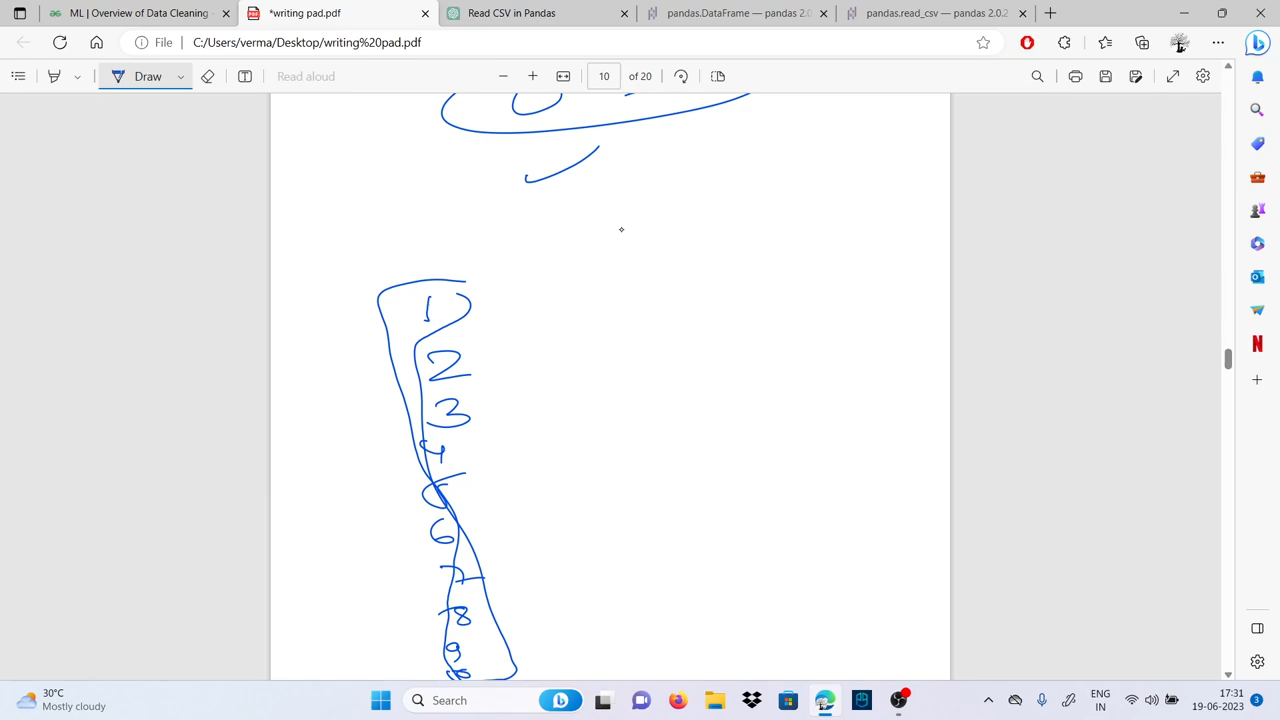 ML | Overview of Data Cleaning
*writing pad.pdf
Read CSV in Pandas
pandas.DataFrame — pandas 2.0.
pandas.read_csv — pandas 2.0.2
File
C:/Users/verma/Desktop/writing%20pad.pdf
Draw
Read aloud
10 of 20
1
2
3
4
5
6
7
8
9
10
30°C
Mostly cloudy
Search
ENG
IN
17:31
19-06-2023
3